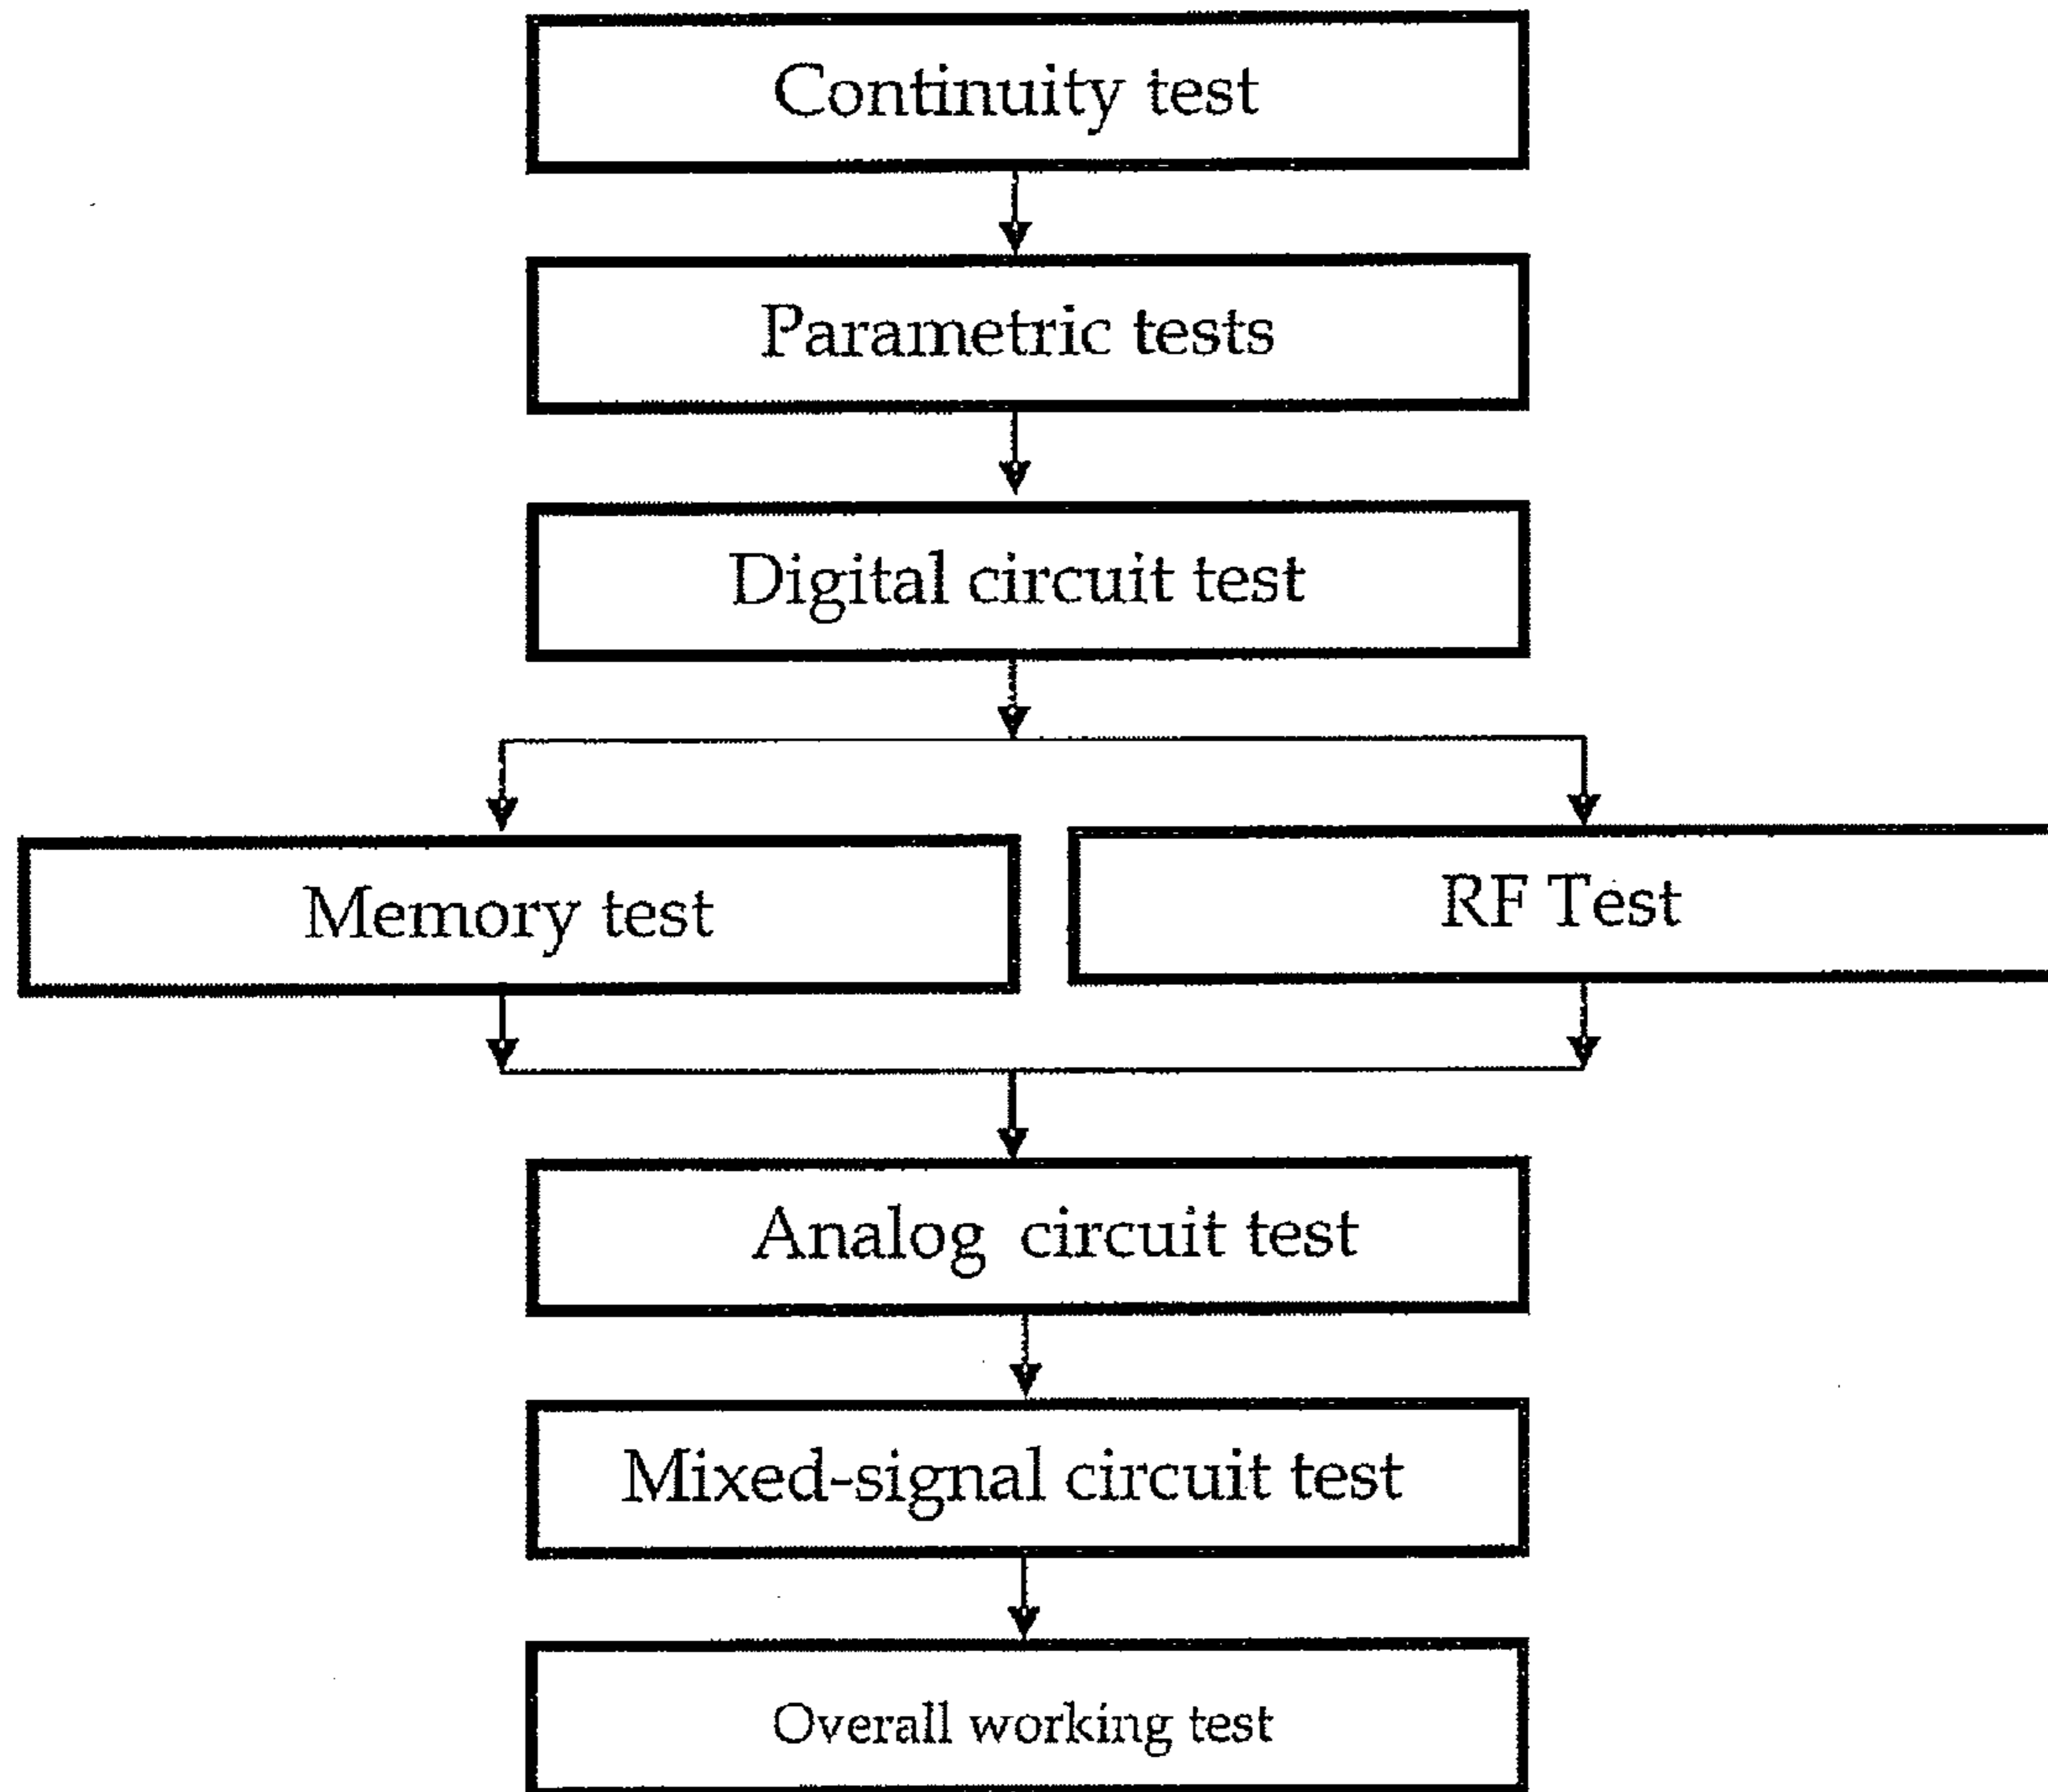 Continuity test
Parametric tests
Digital circuit test
Memory test
RF Test
Analog circuit test
Mixed-signal circuit test
Overall working test